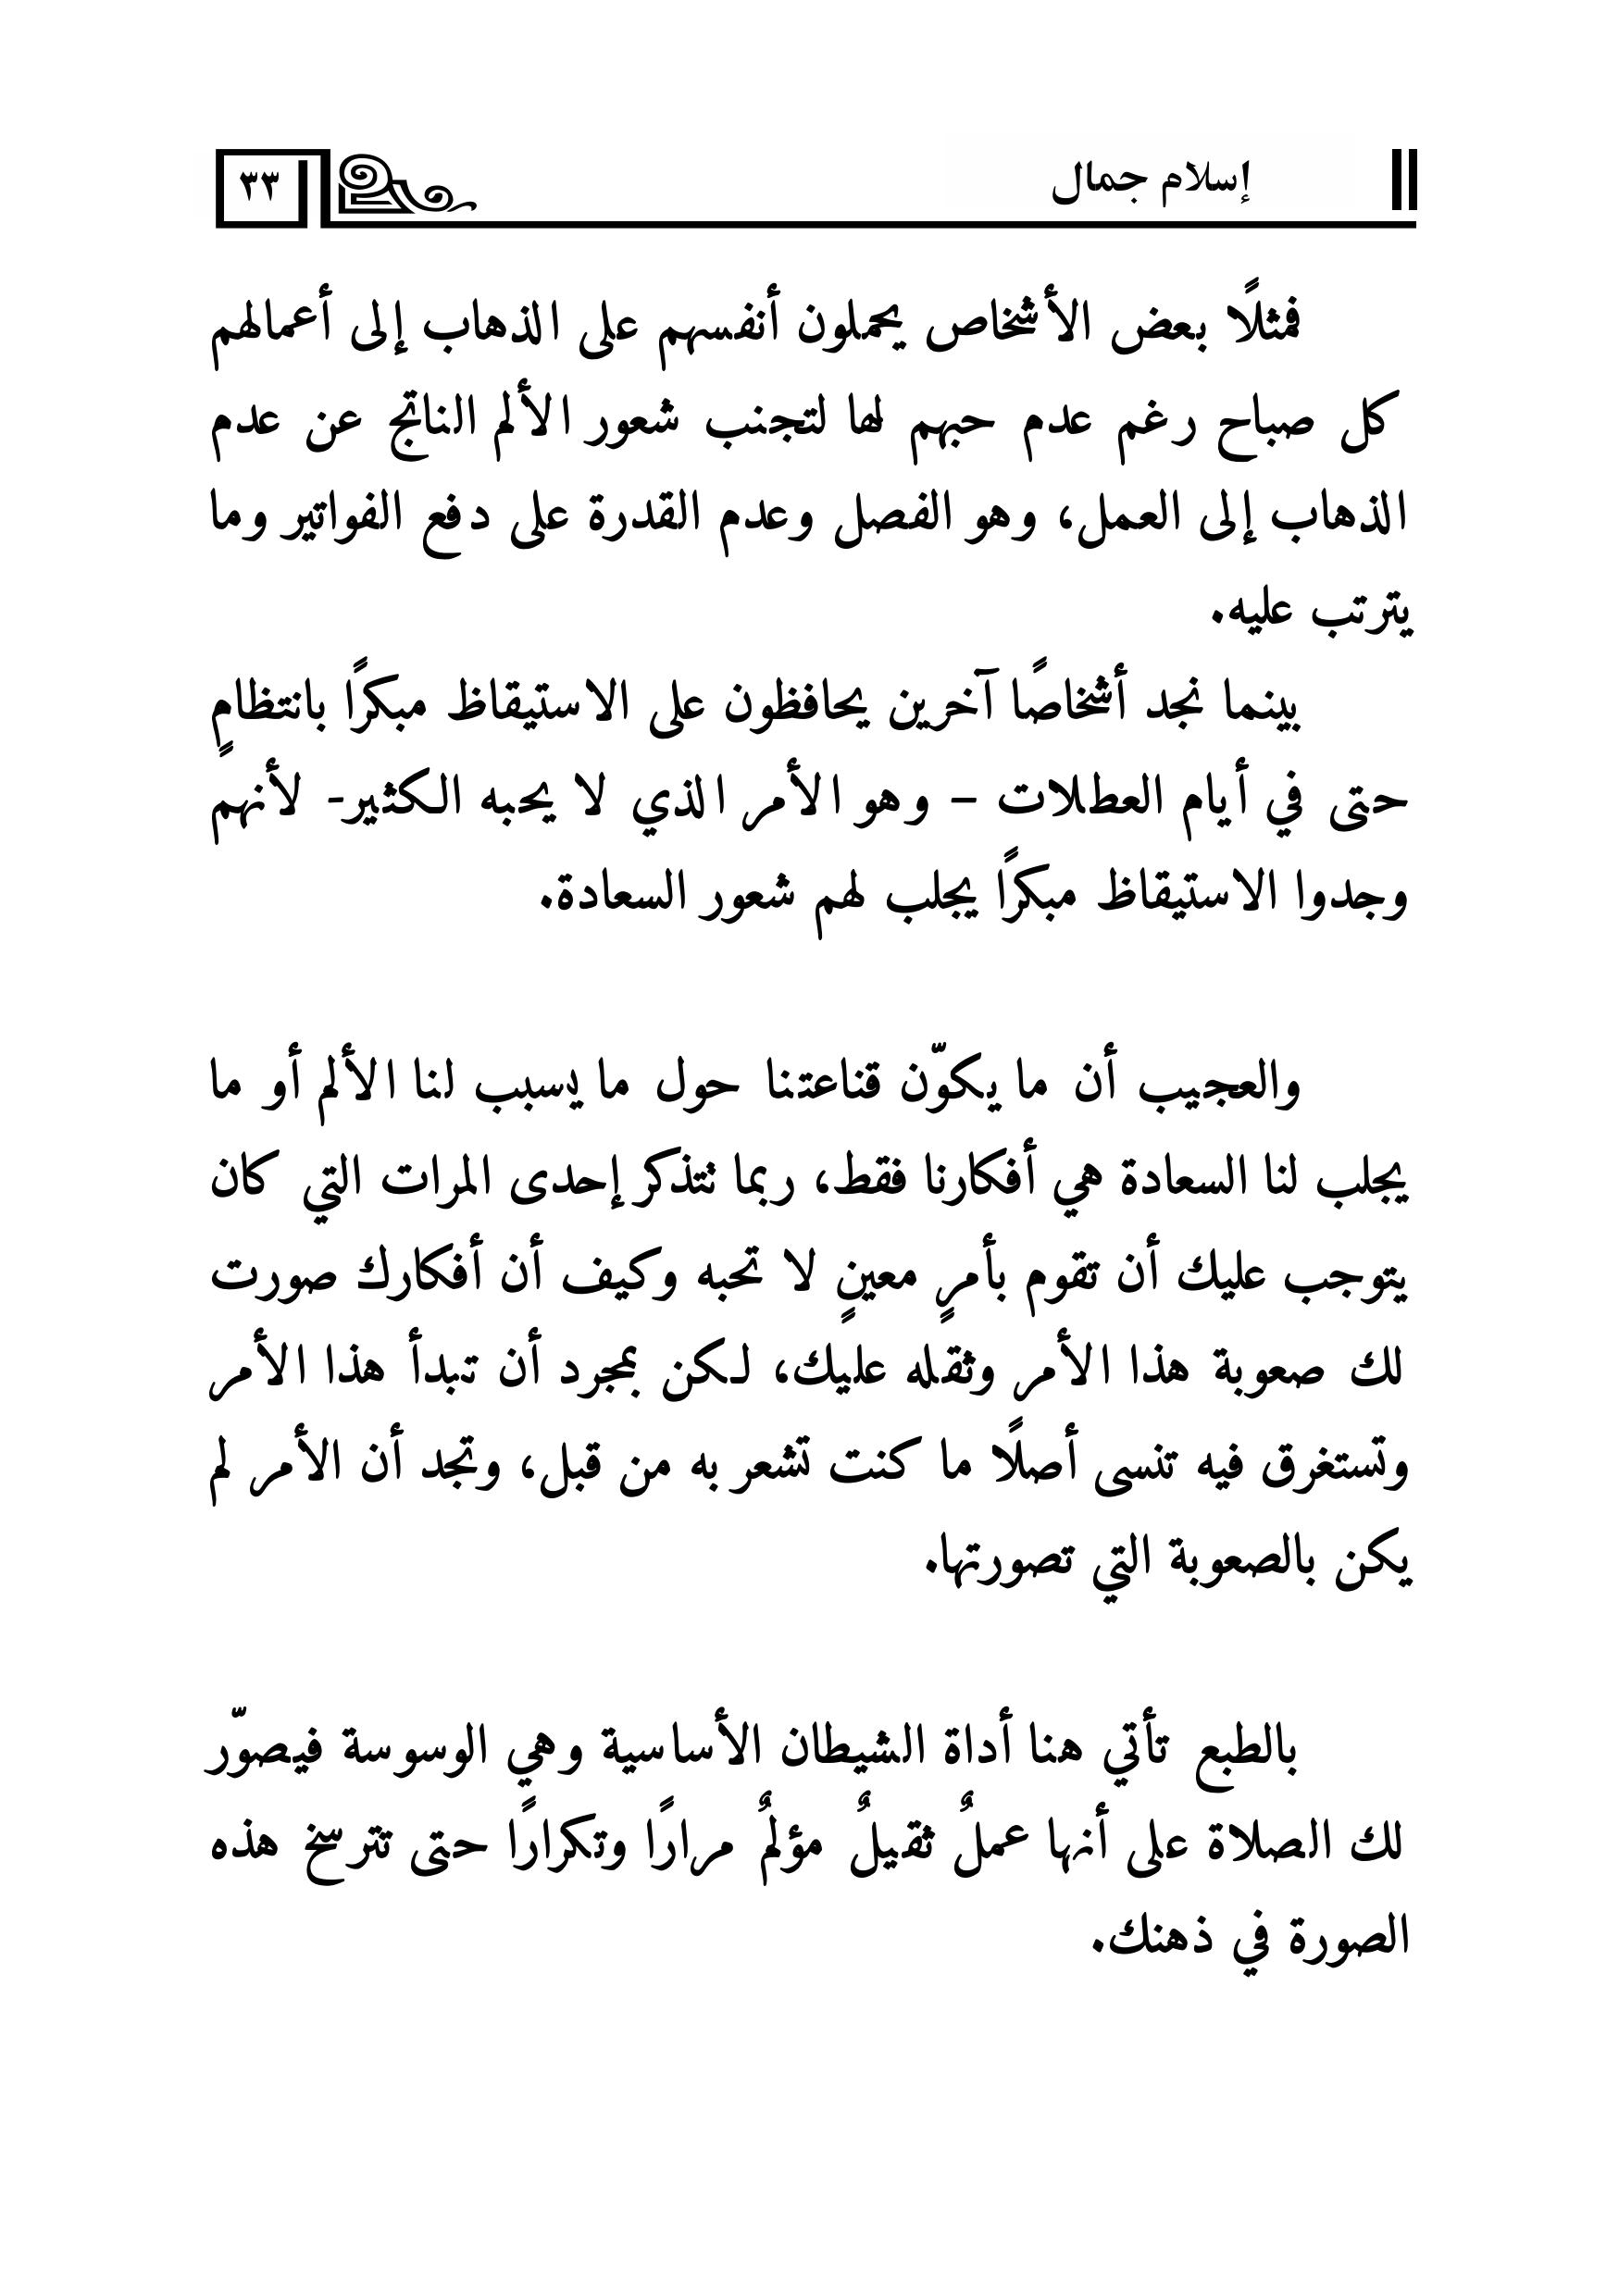 إسلام جمال
٣٣
فمثلًا بعض الأشخاص يحملون أنفسهم على الذهاب إلى أعمالهم
كل صباح رغم عدم حبهم لها لتجنب شعور الألم الناتج عن عدم
الذهاب إلى العمل، وهو الفصل وعدم القدرة على دفع الفواتير وما
يترتب عليه.
بينما نجد أشخاصًا آخرين يحافظون على الاستيقاظ مبكرًا بانتظامٍ
حتى في أيام العطلات – وهو الأمر الذي لا يحبه الكثير- لأنهم
وجدوا الاستيقاظ مبكرًا يجلب لهم شعور السعادة.
والعجيب أن ما يكوّن قناعتنا حول ما يسبب لنا الألم أو ما
يجلب لنا السعادة هي أفكارنا فقط، ربما نتذكر إحدى المرات التي كان
يتوجب عليك أن تقوم بأمرٍ معينٍ لا تحبه وكيف أن أفكارك صورت
لك صعوبة هذا الأمر وثقله عليك، لكن بمجرد أن تبدأ هذا الأمر
وتستغرق فيه تنسى أصلًا ما كنت تشعر به من قبل، وتجد أن الأمر لم
يكن بالصعوبة التي تصورتها.
بالطبع تأتي هنا أداة الشيطان الأساسية وهي الوسوسة فيصوّر
لك الصلاة على أنها عملٌ ثقيلٌ مؤلمٌ مرارًا وتكرارًا حتى تترسخ هذه
الصورة في ذهنك.